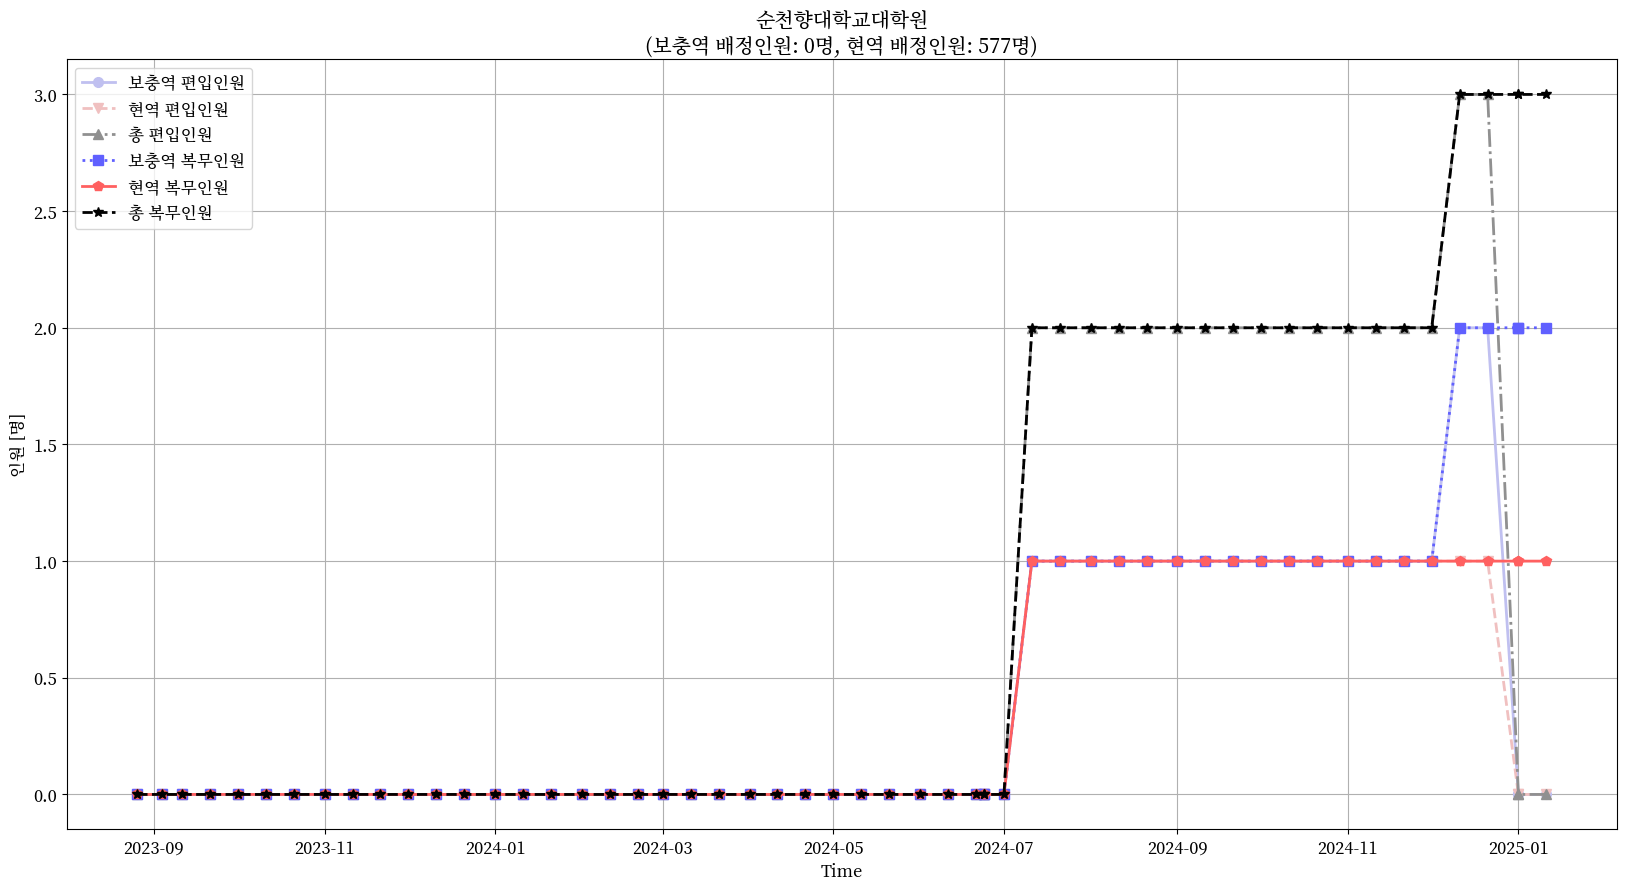 순천향대학교대학원
(보충역 배정인원: 0명, 현역 배정인원: 577명)
보충역 편입인원
현역 편입인원
총 편입인원
보충역 복무인원
현역 복무인원
총 복무인원
3.0
2.5
2.0
1.5
1.0
0.5
0.0
인원 [명]
2023-09
2023-11
2024-01
2024-03
2024-05
2024-07
2024-09
2024-11
2025-01
Time